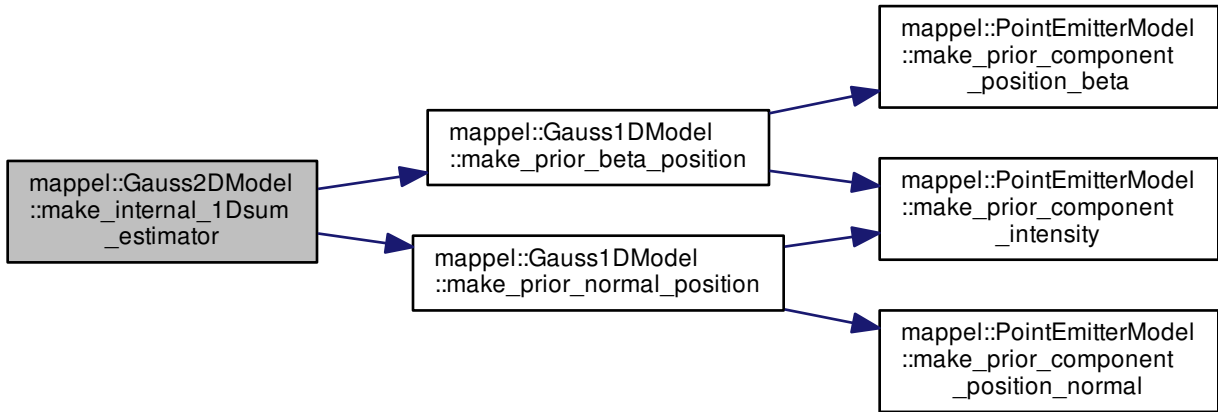 mappel::Gauss2DModel
::make_internal_1Dsum
_estimator
mappel::Gauss1DModel
::make_prior_beta_position
mappel::Gauss1DModel
::make_prior_normal_position
mappel::PointEmitterModel
::make_prior_component
_position_beta
mappel::PointEmitterModel
::make_prior_component
_intensity
mappel::PointEmitterModel
::make_prior_component
_position_normal